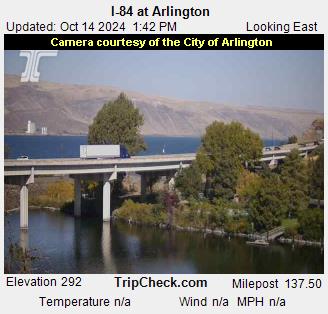 I-84 at Arlington
Updated: Oct 14 2024 1:42 PM Looking East
Camera courtesy of the City of Arlington
Elevation 292 TripCheck.com Milepost 137.50
Temperature n/a Wind n/a MPH n/a